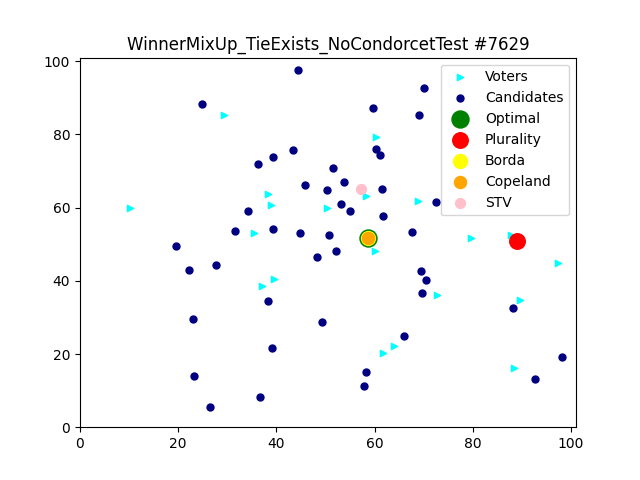 WinnerMixUp_TieExists_NoCondorcetTest #7629
100
80
60
40
20
0
0 20 40 60 80 100
Voters
Candidates
Optimal
Plurality
Borda
Copeland
STV